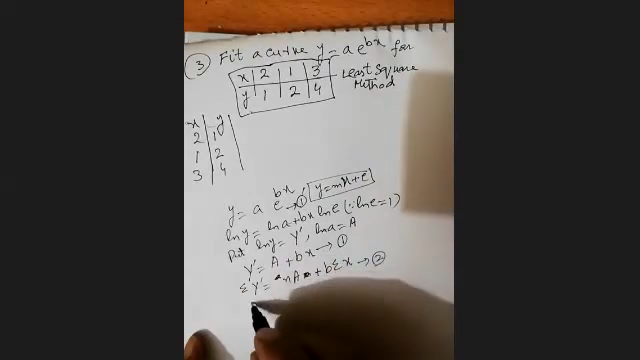 ③ Fit a curve y = a e^{bx} for
x | 2 | 1 | 3 Least Square
y | 1 | 2 | 4 Method
x | y
2 | 1
1 | 2
3 | 4
y = a e^{bx} → ① y=mx+c
ln y = ln a + bx ln e (∵ ln e = 1)
Put ln y = Y', ln a = A
Y' = A + bx → ①
ΣY' = nA + bΣx → ②